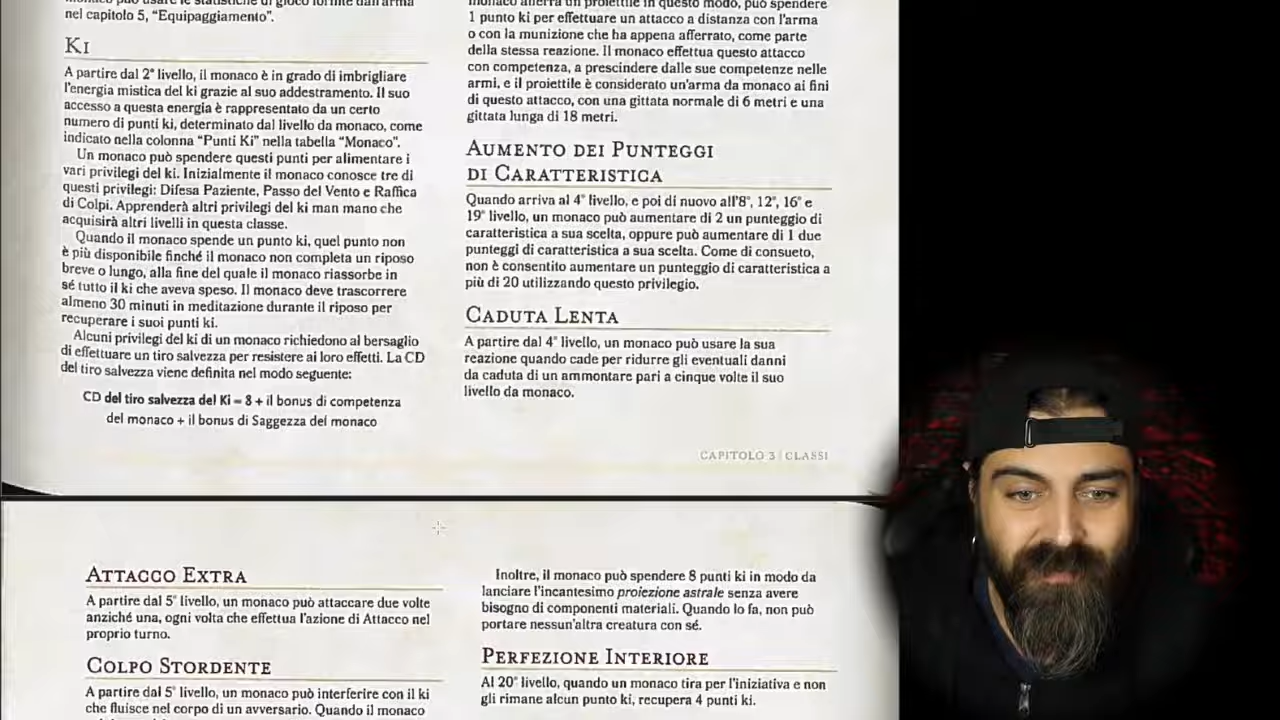 nel capitolo 5, “Equipaggiamento”.
Ki
A partire dal 2° livello, il monaco è in grado di imbrigliare
l'energia mistica del ki grazie al suo addestramento. Il suo
accesso a questa energia è rappresentato da un certo
numero di punti ki, determinato dal livello da monaco, come
indicato nella colonna “Punti Ki” nella tabella “Monaco”.
Un monaco può spendere questi punti per alimentare i
vari privilegi del ki. Inizialmente il monaco conosce tre di
questi privilegi: Difesa Paziente, Passo del Vento e Raffica
di Colpi. Apprenderà altri privilegi del ki man mano che
acquisirà altri livelli in questa classe.
Quando il monaco spende un punto ki, quel punto non
è più disponibile finché il monaco non completa un riposo
breve o lungo, alla fine del quale il monaco riassorbe in
sé tutto il ki che aveva speso. Il monaco deve trascorrere
almeno 30 minuti in meditazione durante il riposo per
recuperare i suoi punti ki.
Alcuni privilegi del ki di un monaco richiedono al bersaglio
di effettuare un tiro salvezza per resistere ai loro effetti. La CD
del tiro salvezza viene definita nel modo seguente:
CD del tiro salvezza del Ki = 8 + il bonus di competenza
del monaco + il bonus di Saggezza del monaco
monaco afferra un proiettile in questo modo, può spendere
1 punto ki per effettuare un attacco a distanza con l'arma
o con la munizione che ha appena afferrato, come parte
della stessa reazione. Il monaco effettua questo attacco
con competenza, a prescindere dalle sue competenze nelle
armi, e il proiettile è considerato un'arma da monaco ai fini
di questo attacco, con una gittata normale di 6 metri e una
gittata lunga di 18 metri.
Aumento dei Punteggi
di Caratteristica
Quando arriva al 4° livello, e poi di nuovo all'8°, 12°, 16° e
19° livello, un monaco può aumentare di 2 un punteggio di
caratteristica a sua scelta, oppure può aumentare di 1 due
punteggi di caratteristica a sua scelta. Come di consueto,
non è consentito aumentare un punteggio di caratteristica a
più di 20 utilizzando questo privilegio.
Caduta Lenta
A partire dal 4° livello, un monaco può usare la sua
reazione quando cade per ridurre gli eventuali danni
da caduta di un ammontare pari a cinque volte il suo
livello da monaco.
CAPITOLO 3 | CLASSI
Attacco Extra
A partire dal 5° livello, un monaco può attaccare due volte
anziché una, ogni volta che effettua l'azione di Attacco nel
proprio turno.
Colpo Stordente
A partire dal 5° livello, un monaco può interferire con il ki
che fluisce nel corpo di un avversario. Quando il monaco
Inoltre, il monaco può spendere 8 punti ki in modo da
lanciare l'incantesimo proiezione astrale senza avere
bisogno di componenti materiali. Quando lo fa, non può
portare nessun'altra creatura con sé.
Perfezione Interiore
Al 20° livello, quando un monaco tira per l'iniziativa e non
gli rimane alcun punto ki, recupera 4 punti ki.